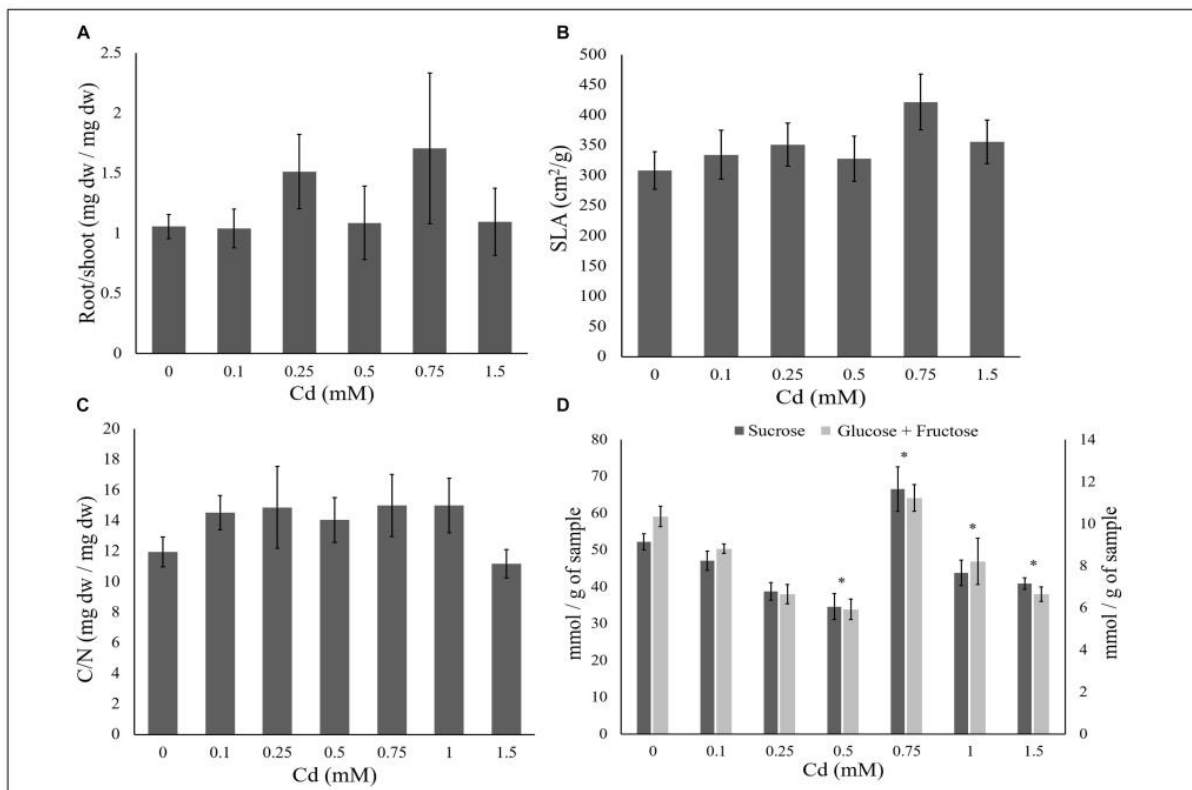 A
2.5
2
1.5
1
0.5
0
Root/shoot (mg dw / mg dw)
0 0.1 0.25 0.5 0.75 1.5
Cd (mM)
B
500
450
400
350
300
250
200
150
100
50
0
SLA (cm²/g)
0 0.1 0.25 0.5 0.75 1.5
Cd (mM)
C
20
18
16
14
12
10
8
6
4
2
0
C/N (mg dw / mg dw)
0 0.1 0.25 0.5 0.75 1 1.5
Cd (mM)
D
Sucrose Glucose + Fructose
80
70
60
50
40
30
20
10
0
mmol / g of sample
* * * *
14
12
10
8
6
4
2
0
mmol / g of sample
0 0.1 0.25 0.5 0.75 1 1.5
Cd (mM)